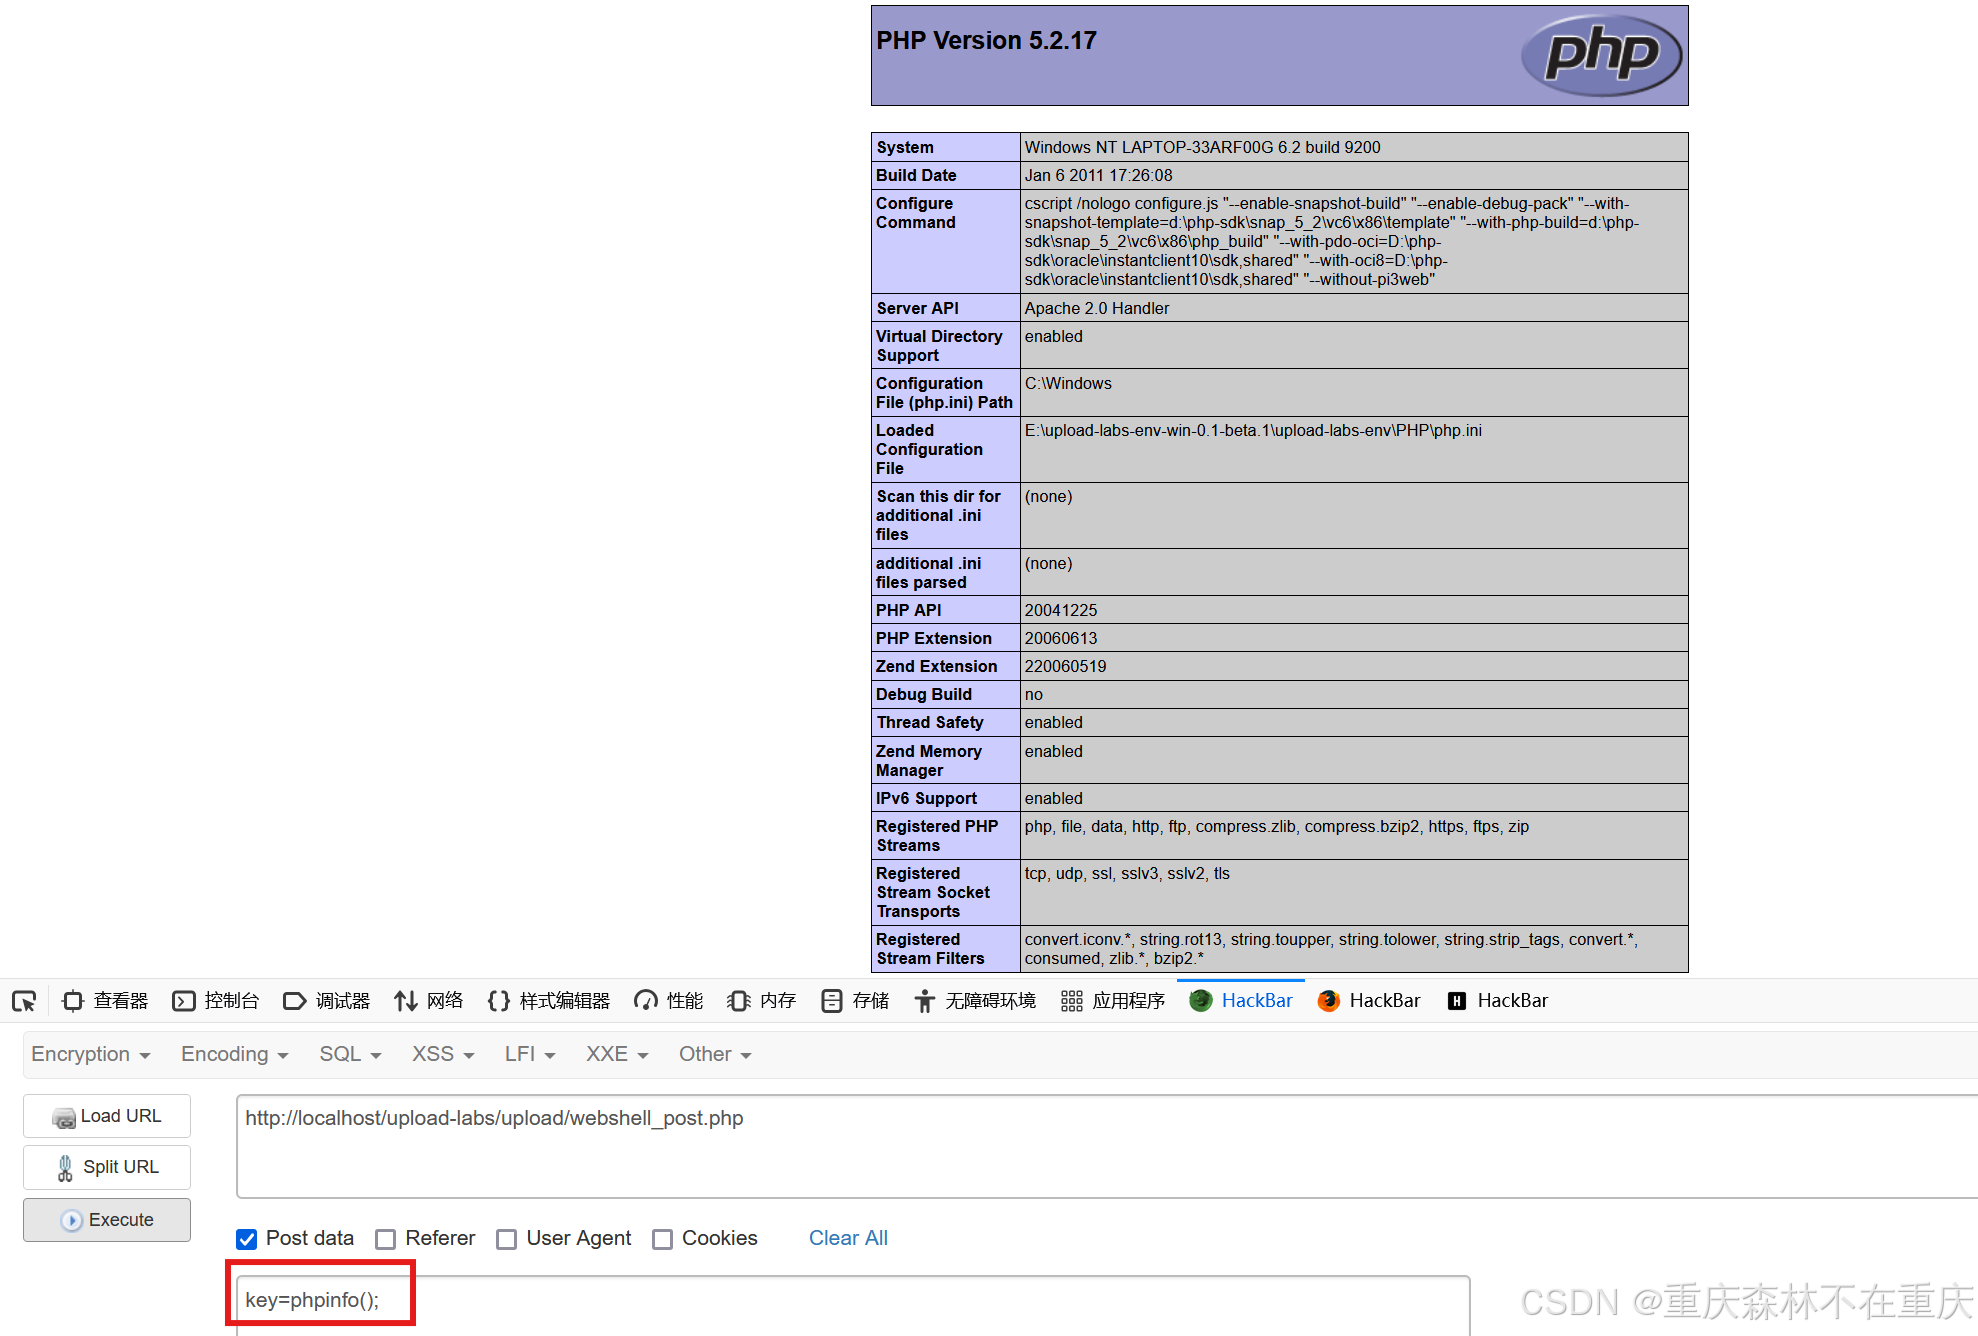 PHP Version 5.2.17
php
System
Windows NT LAPTOP-33ARF00G 6.2 build 9200
Build Date
Jan 6 2011 17:26:08
Configure
Command
cscript /nologo configure.js "--enable-snapshot-build" "--enable-debug-pack" "--with-
snapshot-template=d:\php-sdk\snap_5_2\vc6\x86\template" "--with-php-build=d:\php-
sdk\snap_5_2\vc6\x86\php_build" "--with-pdo-oci=D:\php-
sdk\oracle\instantclient10\sdk,shared" "--with-oci8=D:\php-
sdk\oracle\instantclient10\sdk,shared" "--without-pi3web"
Server API
Apache 2.0 Handler
Virtual Directory
Support
enabled
Configuration
File (php.ini) Path
C:\Windows
Loaded
Configuration
File
E:\upload-labs-env-win-0.1-beta.1\upload-labs-env\PHP\php.ini
Scan this dir for
additional .ini
files
(none)
additional .ini
files parsed
(none)
PHP API
20041225
PHP Extension
20060613
Zend Extension
220060519
Debug Build
no
Thread Safety
enabled
Zend Memory
Manager
enabled
IPv6 Support
enabled
Registered PHP
Streams
php, file, data, http, ftp, compress.zlib, compress.bzip2, https, ftps, zip
Registered
Stream Socket
Transports
tcp, udp, ssl, sslv3, sslv2, tls
Registered
Stream Filters
convert.iconv.*, string.rot13, string.toupper, string.tolower, string.strip_tags, convert.*,
consumed, zlib.*, bzip2.*
查看器 控制台 调试器 网络 样式编辑器 性能 内存 存储 无障碍环境 应用程序 HackBar HackBar H HackBar
Encryption Encoding SQL XSS LFI XXE Other
Load URL
http://localhost/upload-labs/upload/webshell_post.php
Split URL
Execute
Post data Referer User Agent Cookies Clear All
key=phpinfo();
CSDN @重庆森林不在重庆